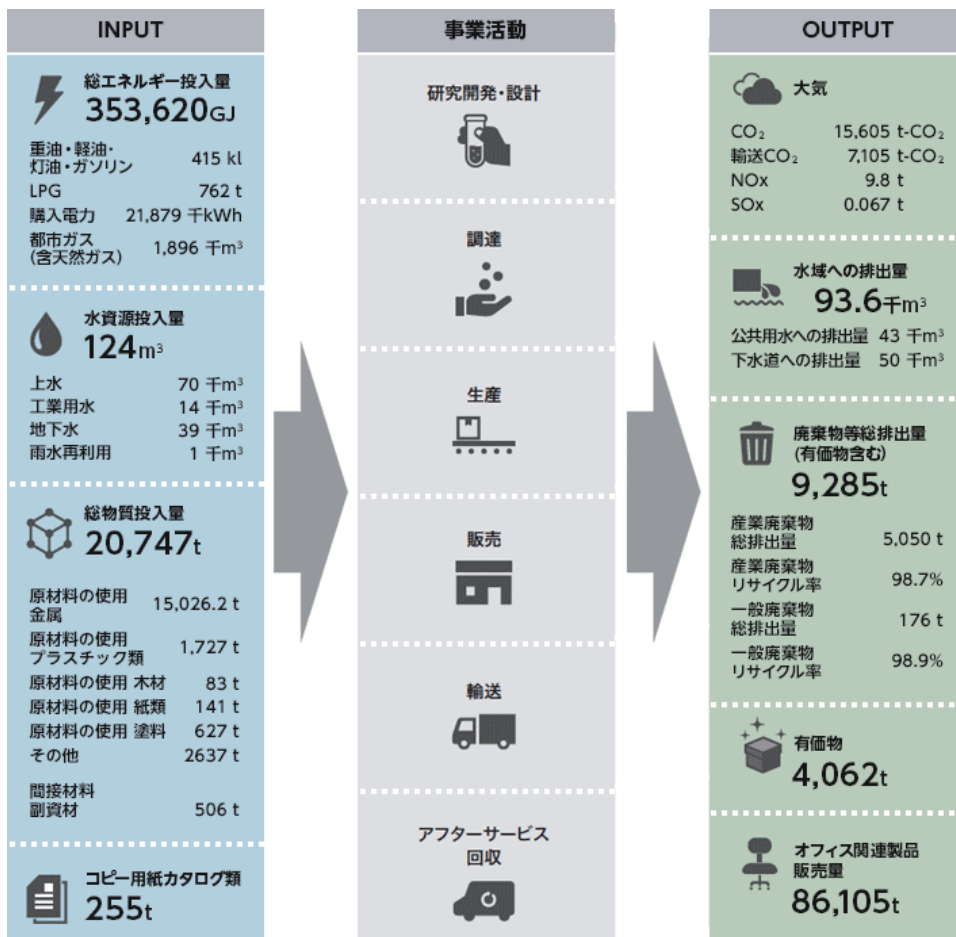 INPUT
総エネルギー投入量
353,620GJ
重油・軽油・
灯油・ガソリン 415 kl
LPG 762 t
購入電力 21,879 千kWh
都市ガス
(含天然ガス) 1,896 千m³
水資源投入量
124m³
上水 70 千m³
工業用水 14 千m³
地下水 39 千m³
雨水再利用 1 千m³
総物質投入量
20,747t
原材料の使用
金属 15,026.2 t
原材料の使用
プラスチック類 1,727 t
原材料の使用 木材 83 t
原材料の使用 紙類 141 t
原材料の使用 塗料 627 t
その他 2637 t
間接材料
副資材 506 t
コピー用紙カタログ類
255t
事業活動
研究開発・設計
調達
生産
販売
輸送
アフターサービス
回収
OUTPUT
大気
CO₂ 15,605 t-CO₂
輸送CO₂ 7,105 t-CO₂
NOx 9.8 t
SOx 0.067 t
水域への排出量
93.6千m³
公共用水への排出量 43 千m³
下水道への排出量 50 千m³
廃棄物等総排出量
(有価物含む)
9,285t
産業廃棄物
総排出量 5,050 t
産業廃棄物
リサイクル率 98.7%
一般廃棄物
総排出量 176 t
一般廃棄物
リサイクル率 98.9%
有価物
4,062t
オフィス関連製品
販売量
86,105t